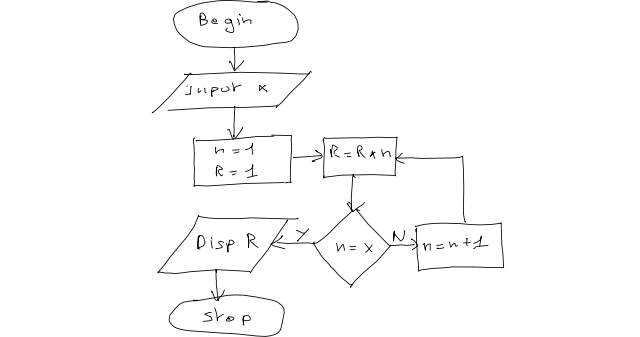 Begin
Input x
n = 1
R = 1
R = R * n
n = x
Y
N
n = n + 1
Disp R
Stop